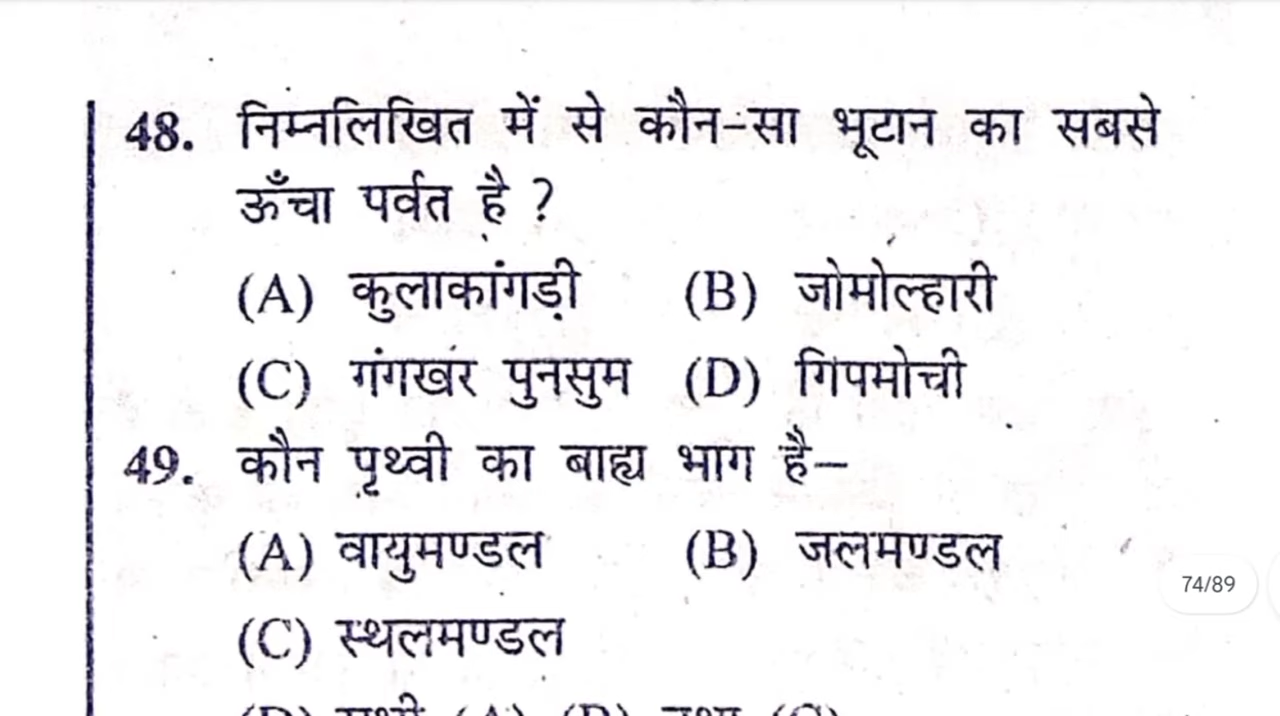 48. निम्नलिखित में से कौन-सा भूटान का सबसे
ऊँचा पर्वत है ?
(A) कुलाकांगड़ी (B) जोमोल्हारी
(C) गंगखर पुनसुम (D) गिपमोची
49. कौन पृथ्वी का बाह्य भाग है–
(A) वायुमण्डल (B) जलमण्डल
74/89
(C) स्थलमण्डल